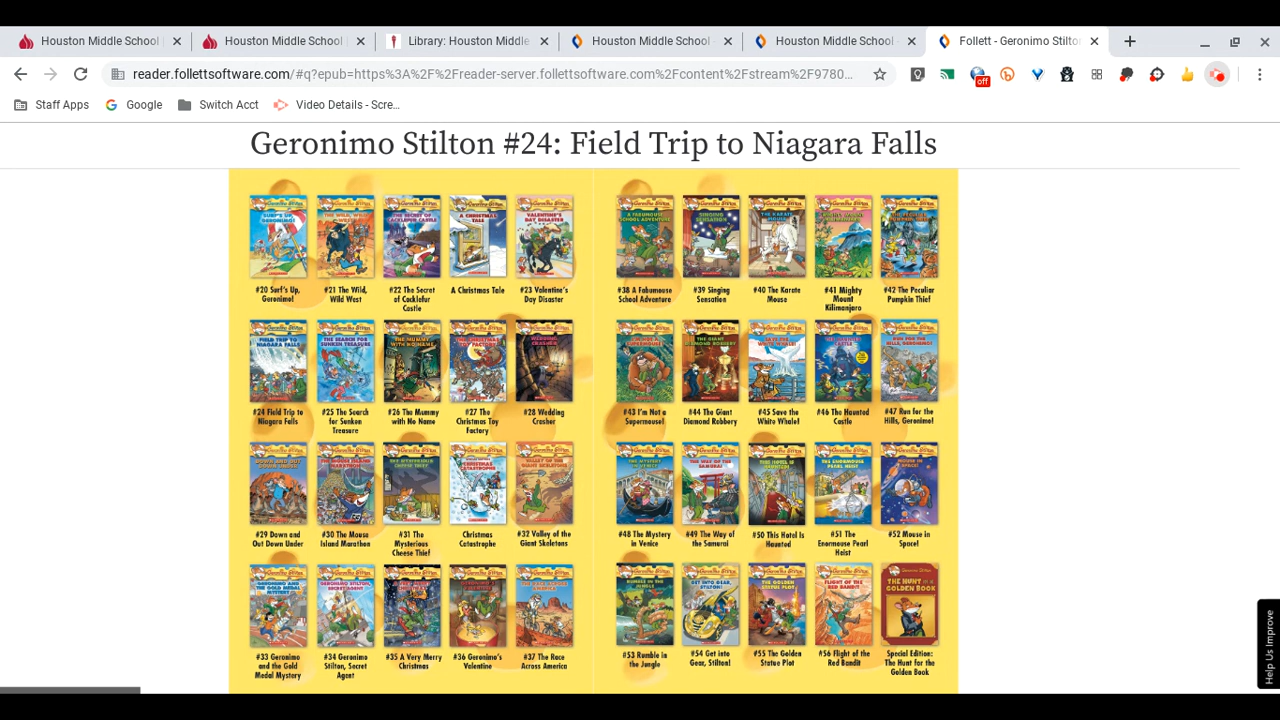 Houston Middle School
Houston Middle School
Library: Houston Middle
Houston Middle School
Houston Middle School -
Follett - Geronimo Stilton
reader.follettsoftware.com/#q?epub=https%3A%2F%2Freader-server.follettsoftware.com%2Fcontent%2Fstream%2F9780...
off
Staff Apps
Google
Switch Acct
Video Details - Scre...
Geronimo Stilton #24: Field Trip to Niagara Falls
#20 Surf's Up,
Geronimo!
#21 The Wild,
Wild West
#22 The Secret
of Cacklefur
Castle
A Christmas Tale
#23 Valentine's
Day Disaster
#24 Field Trip to
Niagara Falls
#25 The Search
for Sunken
Treasure
#26 The Mummy
with No Name
#27 The
Christmas Toy
Factory
#28 Wedding
Crasher
#29 Down and
Out Down Under
#30 The Mouse
Island Marathon
#31 The
Mysterious
Cheese Thief
Christmas
Catastrophe
#32 Valley of the
Giant Skeletons
#33 Geronimo
and the Gold
Medal Mystery
#34 Geronimo
Stilton, Secret
Agent
#35 A Very Merry
Christmas
#36 Geronimo's
Valentine
#37 The Race
Across America
#38 A Fabumouse
School Adventure
#39 Singing
Sensation
#40 The Karate
Mouse
#41 Mighty
Mount
Kilimanjaro
#42 The Peculiar
Pumpkin Thief
#43 I'm Not a
Supermouse!
#44 The Giant
Diamond Robbery
#45 Save the
White Whale!
#46 The Haunted
Castle
#47 Run for the
Hills, Geronimo!
#48 The Mystery
in Venice
#49 The Way of
the Samurai
#50 This Hotel Is
Haunted
#51 The
Enormouse Pearl
Heist
#52 Mouse in
Space!
#53 Rumble in
the Jungle
#54 Get into
Gear, Stilton!
#55 The Golden
Statue Plot
#56 Flight of the
Red Bandit
THE HUNT for the
GOLDEN BOOK
Special Edition:
The Hunt for the
Golden Book
Help Us Improve